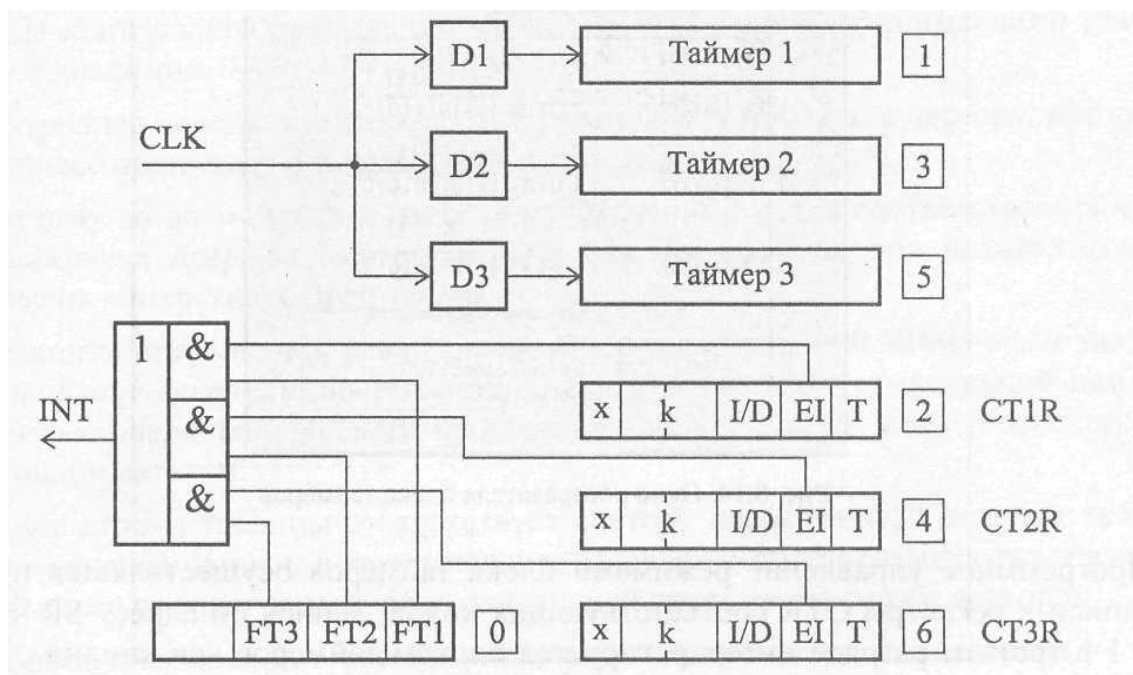 D1 Таймер 1 1
CLK
D2 Таймер 2 3
D3 Таймер 3 5
1 &
INT
&
&
x k I/D EI T 2 CT1R
x k I/D EI T 4 CT2R
FT3 FT2 FT1 0
x k I/D EI T 6 CT3R